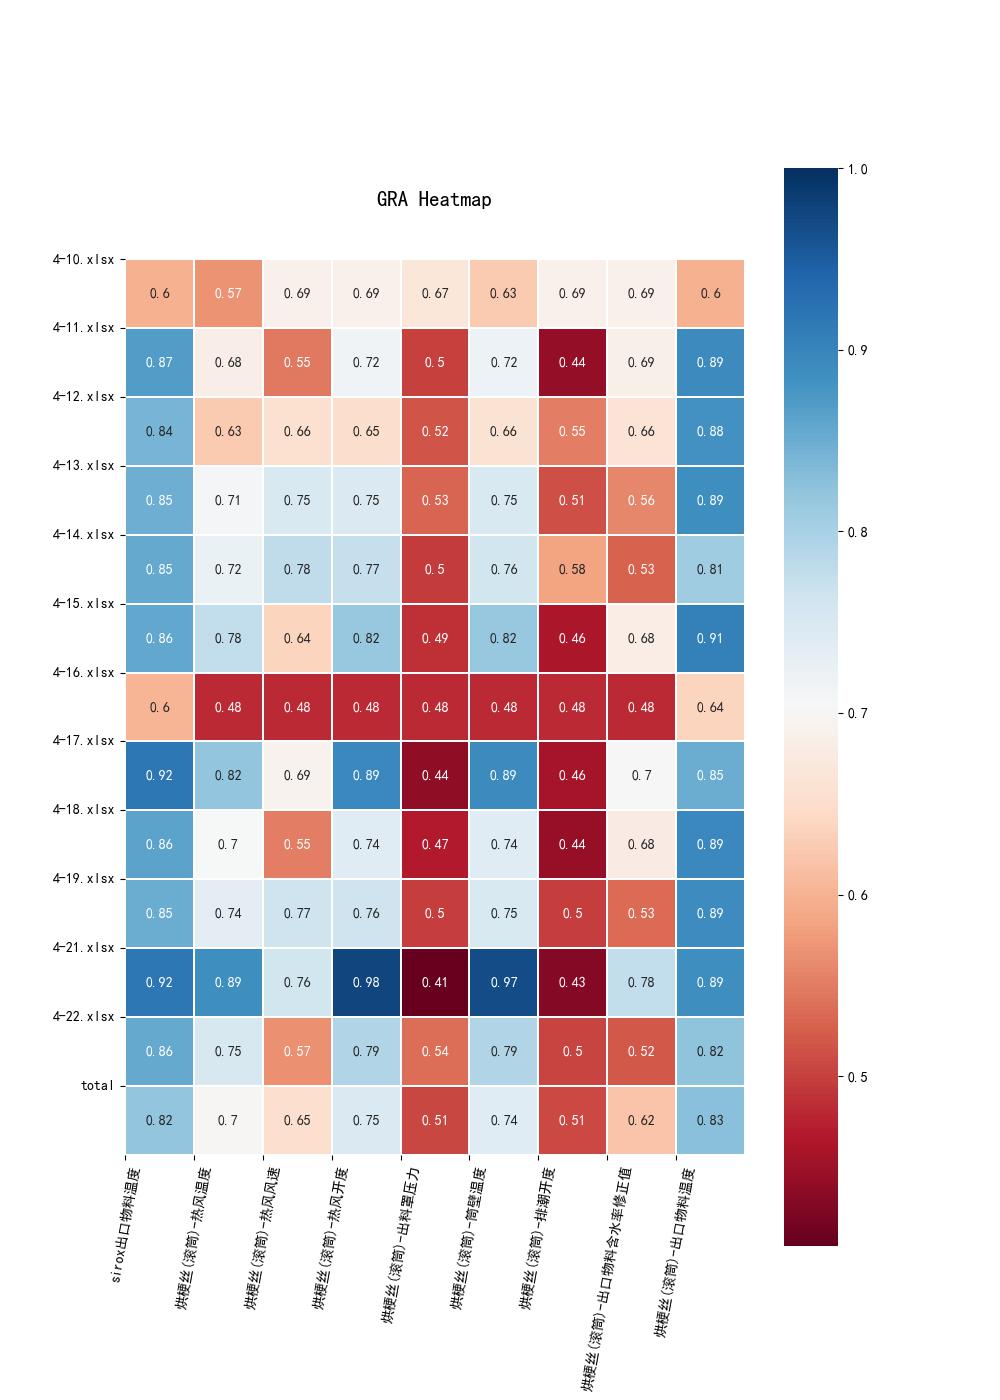 GRA Heatmap
1.0
0.9
0.8
0.7
0.6
0.5
4-10.xlsx
0.6 0.57 0.69 0.69 0.67 0.63 0.69 0.69 0.6
4-11.xlsx
0.87 0.68 0.55 0.72 0.5 0.72 0.44 0.69 0.89
4-12.xlsx
0.84 0.63 0.66 0.65 0.52 0.66 0.55 0.66 0.88
4-13.xlsx
0.85 0.71 0.75 0.75 0.53 0.75 0.51 0.56 0.89
4-14.xlsx
0.85 0.72 0.78 0.77 0.5 0.76 0.58 0.53 0.81
4-15.xlsx
0.86 0.78 0.64 0.82 0.49 0.82 0.46 0.68 0.91
4-16.xlsx
0.6 0.48 0.48 0.48 0.48 0.48 0.48 0.48 0.64
4-17.xlsx
0.92 0.82 0.69 0.89 0.44 0.89 0.46 0.7 0.85
4-18.xlsx
0.86 0.7 0.55 0.74 0.47 0.74 0.44 0.68 0.89
4-19.xlsx
0.85 0.74 0.77 0.76 0.5 0.75 0.5 0.53 0.89
4-21.xlsx
0.92 0.89 0.76 0.98 0.41 0.97 0.43 0.78 0.89
4-22.xlsx
0.86 0.75 0.57 0.79 0.54 0.79 0.5 0.52 0.82
total
0.82 0.7 0.65 0.75 0.51 0.74 0.51 0.62 0.83
sirox出口物料温度
烘梗丝(滚筒)-热风温度
烘梗丝(滚筒)-热风风速
烘梗丝(滚筒)-热风开度
烘梗丝(滚筒)-出料罩压力
烘梗丝(滚筒)-筒壁温度
烘梗丝(滚筒)-排潮开度
烘梗丝(滚筒)-出口物料含水率修正值
烘梗丝(滚筒)-出口物料温度